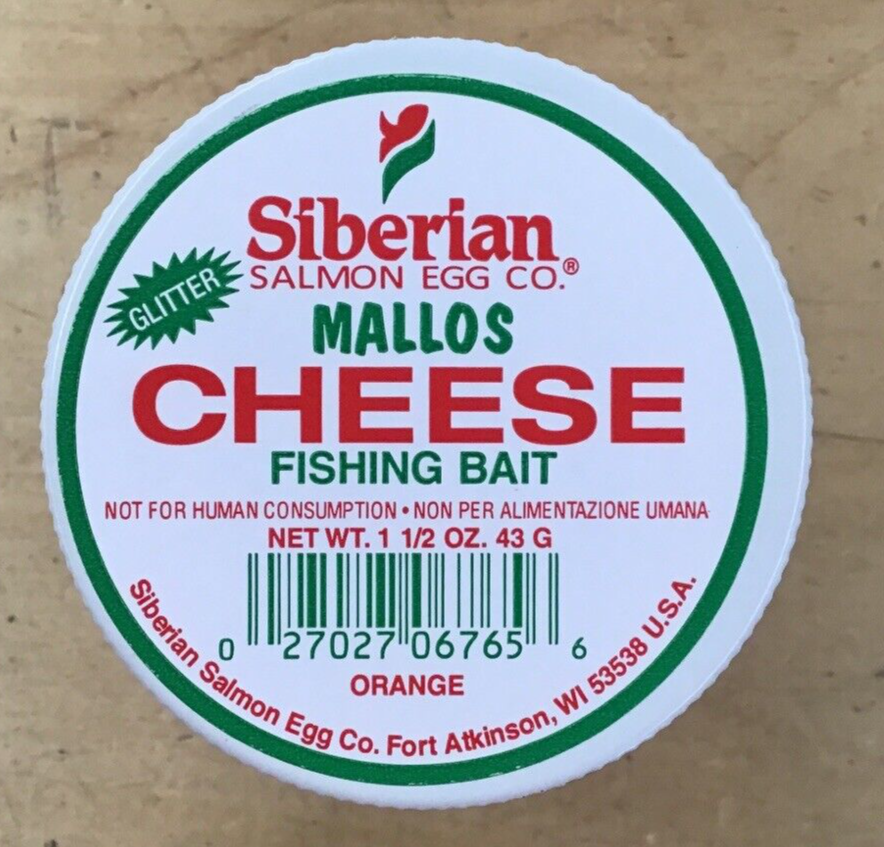 Siberian
SALMON EGG CO.®
GLITTER
MALLOS
CHEESE
FISHING BAIT
NOT FOR HUMAN CONSUMPTION • NON PER ALIMENTAZIONE UMANA
NET WT. 1 1/2 OZ. 43 G
0 27027 06765 6
ORANGE
Siberian Salmon Egg Co. Fort Atkinson, WI 53538 U.S.A.